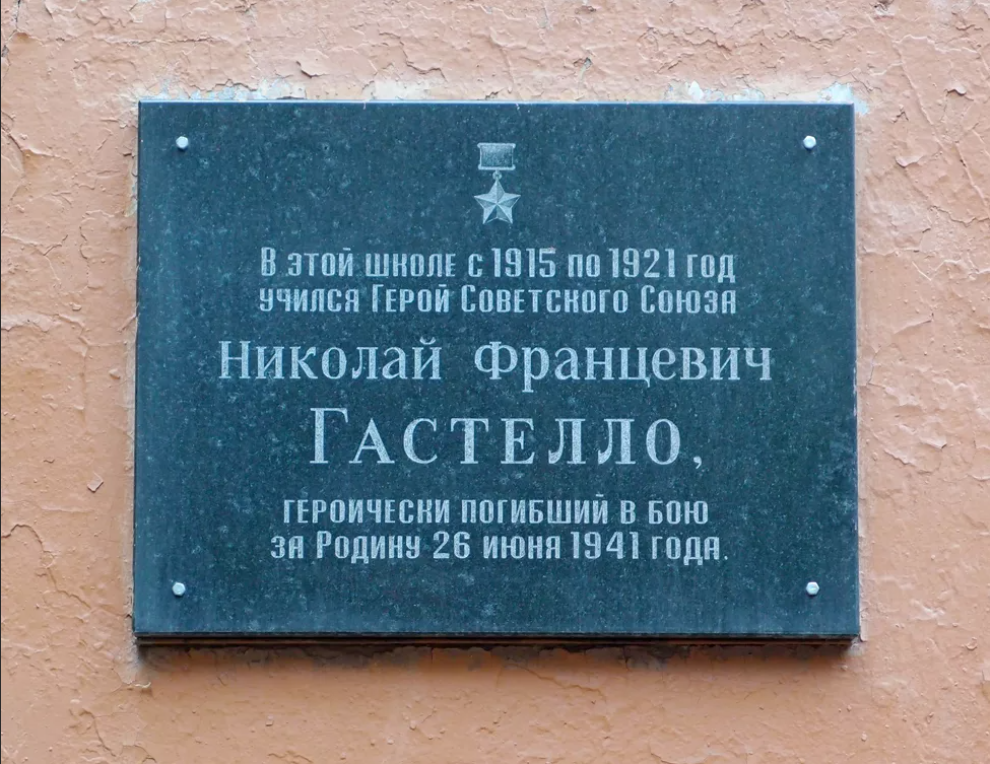 В этой школе с 1915 по 1921 год
учился Герой Советского Союза
Николай Францевич
Гастелло,
героически погибший в бою
за Родину 26 июня 1941 года.